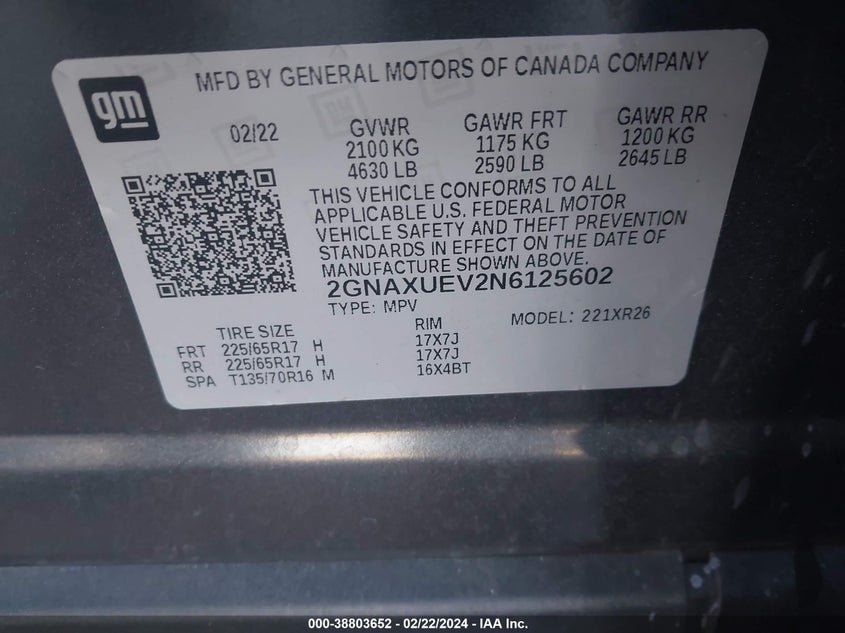 gm
MFD BY GENERAL MOTORS OF CANADA COMPANY
02/22
GVWR
2100 KG
4630 LB
GAWR FRT
1175 KG
2590 LB
GAWR RR
1200 KG
2645 LB
THIS VEHICLE CONFORMS TO ALL
APPLICABLE U.S. FEDERAL MOTOR
VEHICLE SAFETY AND THEFT PREVENTION
STANDARDS IN EFFECT ON THE DATE OF
MANUFACTURE SHOWN ABOVE.
2GNAXUEV2N6125602
TYPE: MPV
MODEL: 221XR26
TIRE SIZE RIM
FRT 225/65R17 H 17X7J
RR 225/65R17 H 17X7J
SPA T135/70R16 M 16X4BT
000-38803652 - 02/22/2024 - IAA Inc.